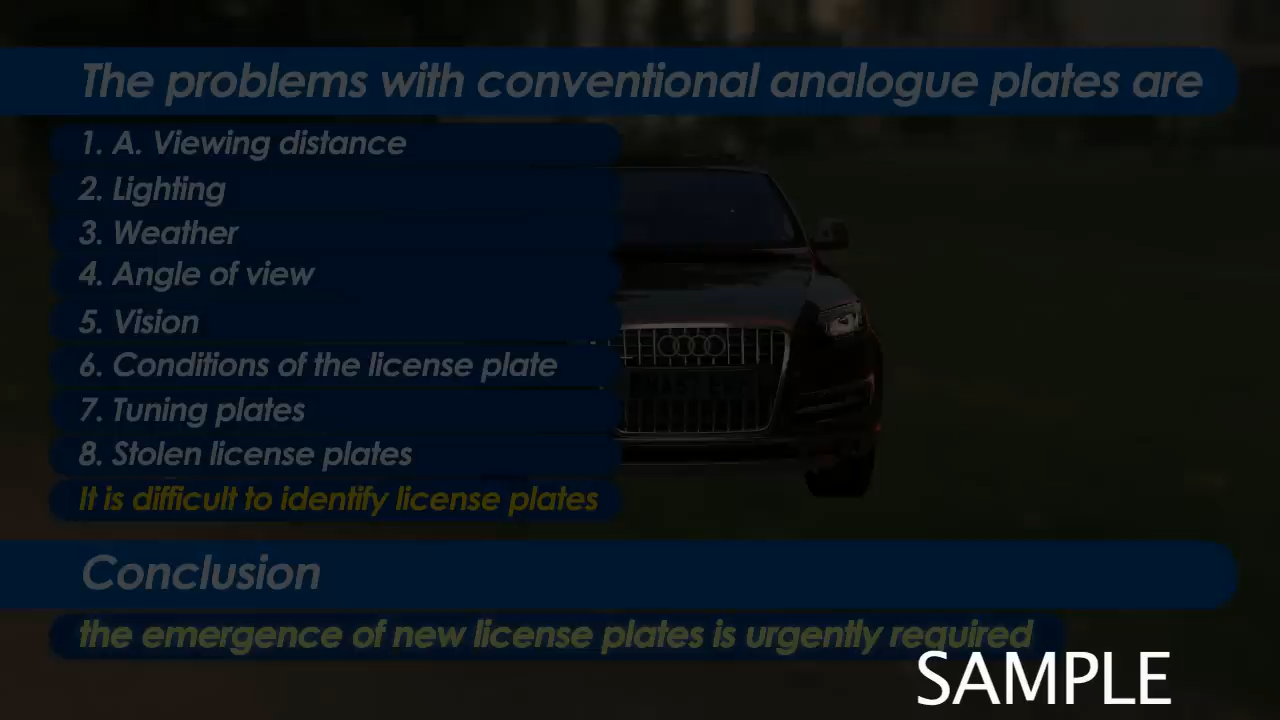 The problems with conventional analogue plates are
1. A. Viewing distance
2. Lighting
3. Weather
4. Angle of view
5. Vision
6. Conditions of the license plate
7. Tuning plates
8. Stolen license plates
It is difficult to identify license plates
Conclusion
the emergence of new license plates is urgently required
SAMPLE